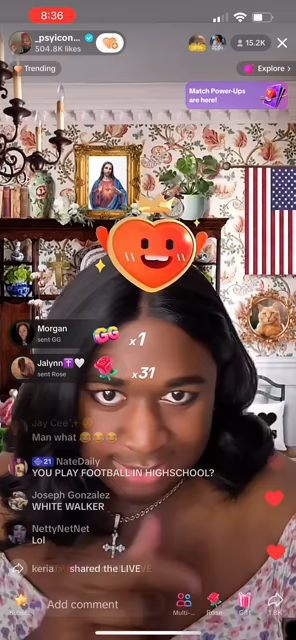 8:36
_psyicon...
504.8K likes
15.2K
Trending
Explore >
Match Power-Ups
are here!
Morgan
sent GG
GG
x1
Jalynn✝️🤍
sent Rose
x31
Jay Cee
Man what 😂😂😂
21 NateDaily
YOU PLAY FOOTBALL IN HIGHSCHOOL?
Joseph Gonzalez
WHITE WALKER
NettyNetNet
Lol
keria shared the LIVE
Add comment
Multi-...
Rose
Gift